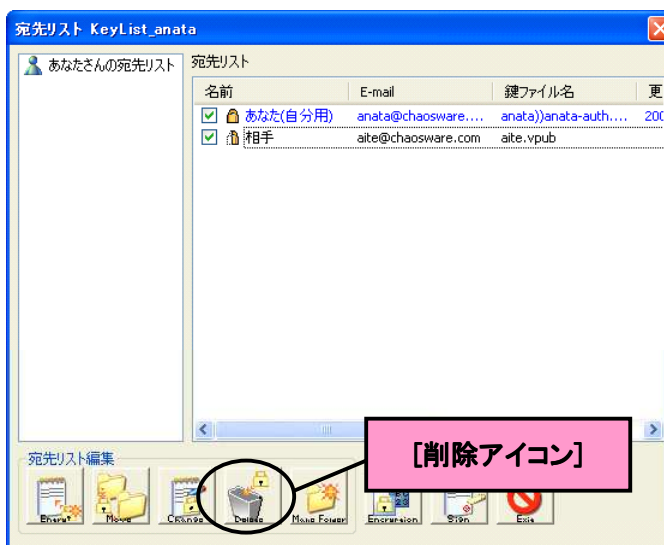 宛先リスト KeyList_anata
あなたさんの宛先リスト
宛先リスト
名前 E-mail 鍵ファイル名 更
あなた(自分用) anata@chaosware.... anata))anata-auth.... 200
相手 aite@chaosware.com aite.vpub
[削除アイコン]
宛先リスト編集
Move Change Delete Make Folder Encryption Sign Exit